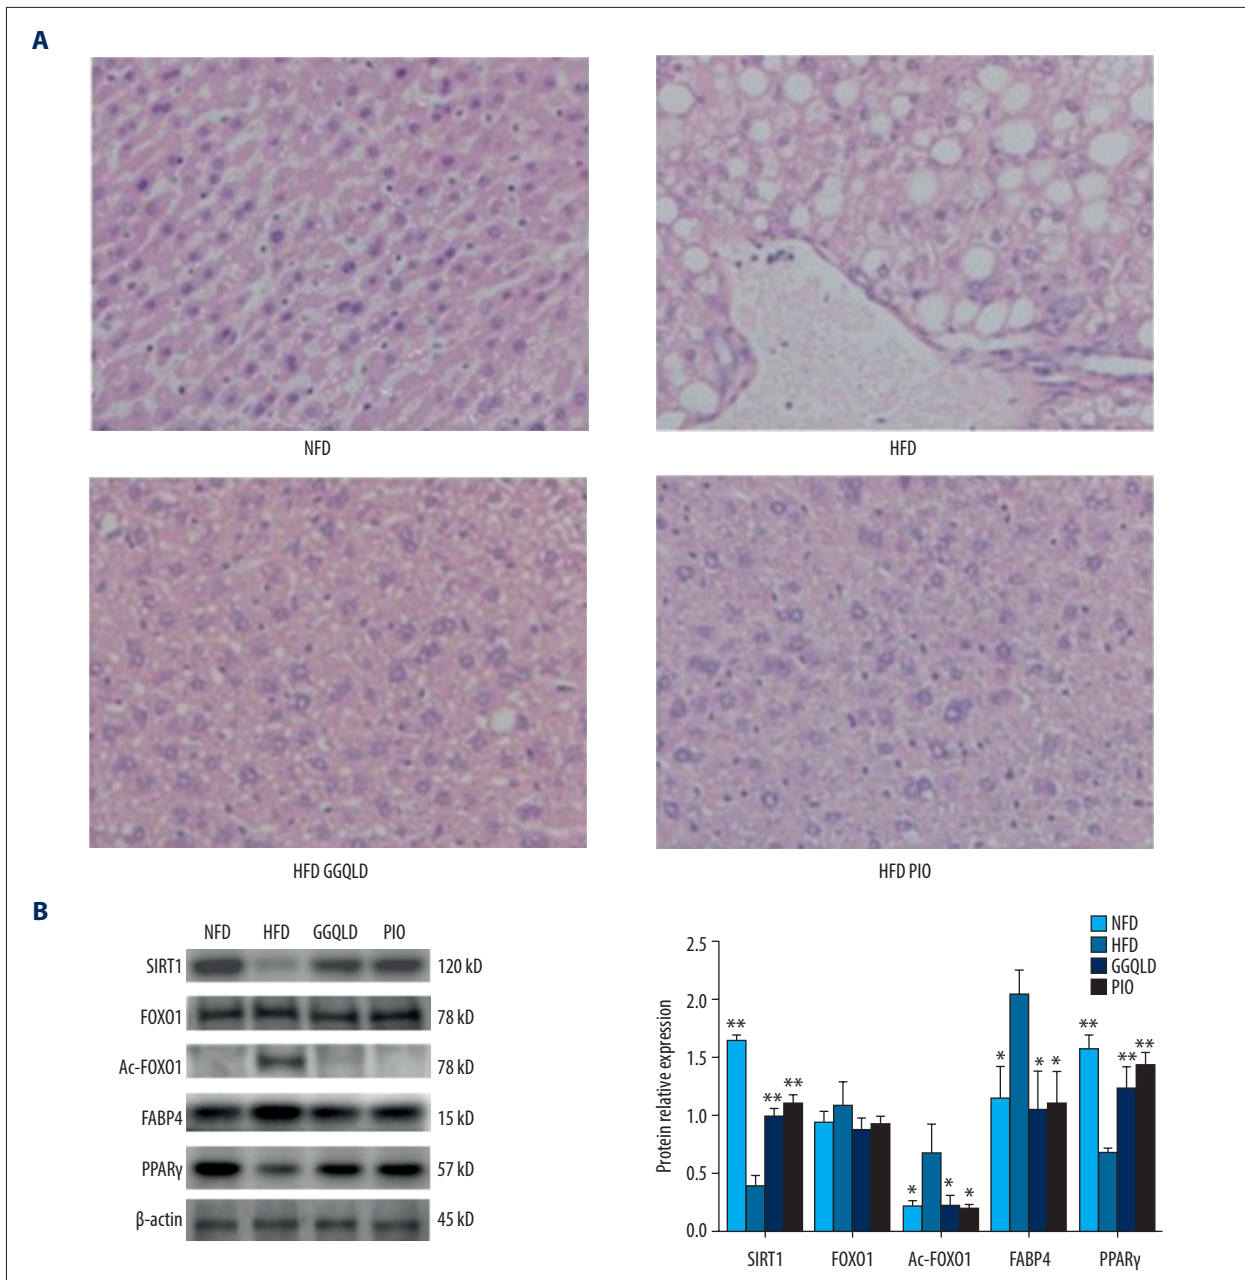 A
NFD
HFD
HFD GGQLD
HFD PIO
B
NFD HFD GGQLD PIO
SIRT1 120 kD
FOXO1 78 kD
Ac-FOXO1 78 kD
FABP4 15 kD
PPARγ 57 kD
β-actin 45 kD
NFD
HFD
GGQLD
PIO
Protein relative expression
2.5
2.0
1.5
1.0
0.5
0.0
** ** **
* * *
* * *
** ** **
SIRT1 FOXO1 Ac-FOXO1 FABP4 PPARγ